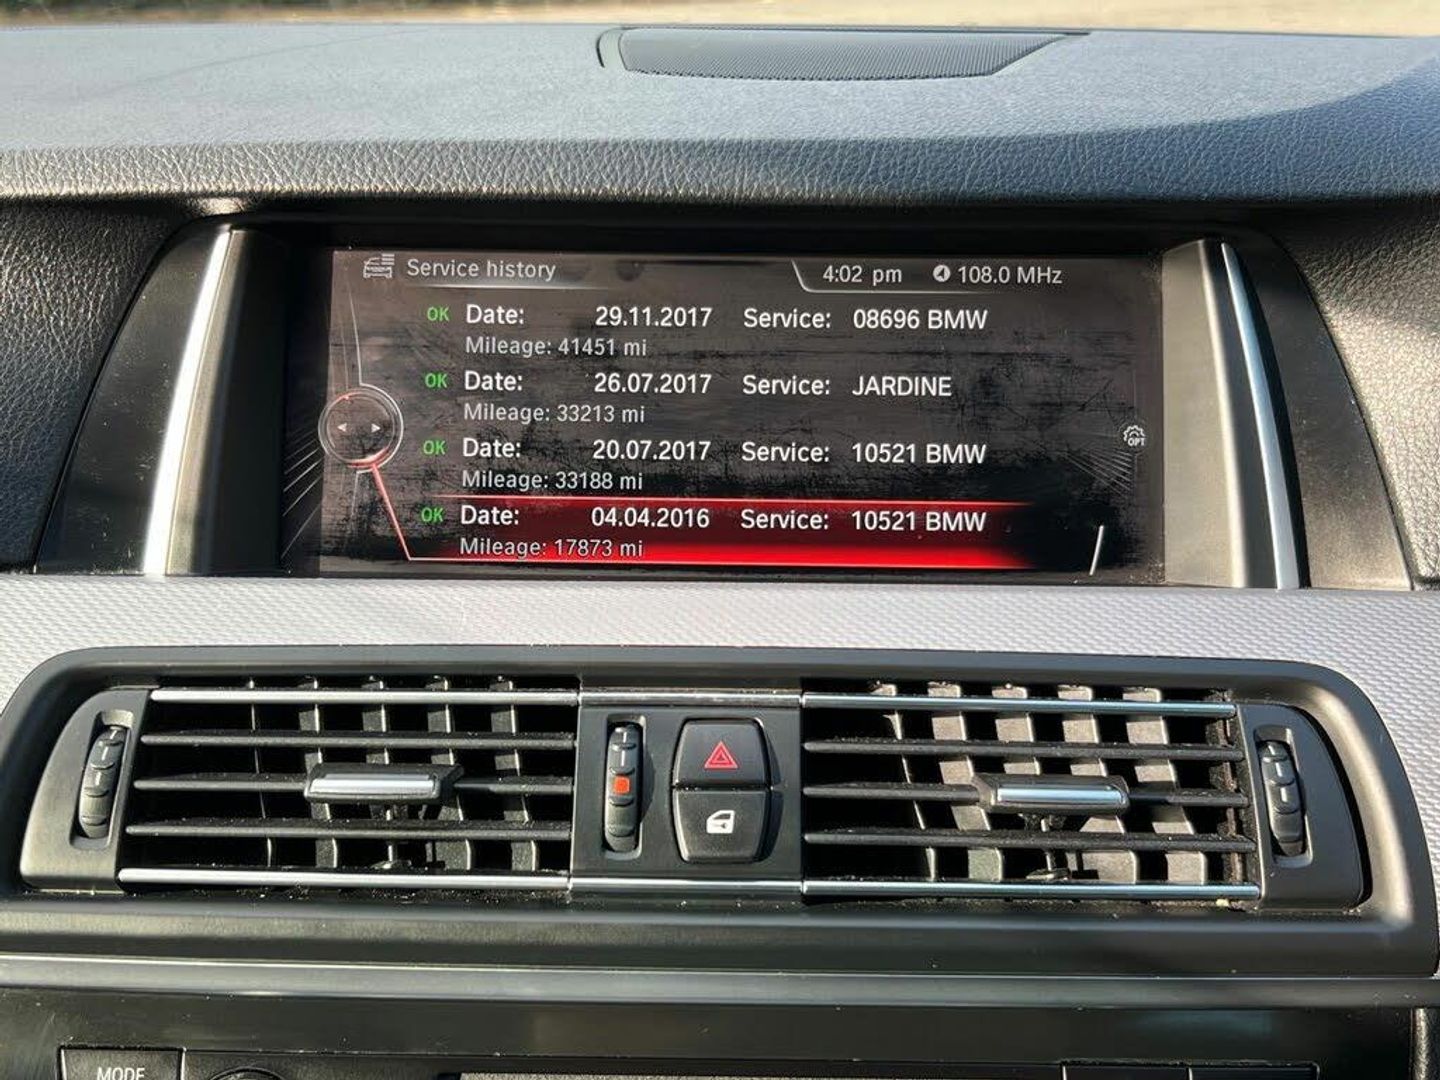 Service history 4:02 pm 108.0 MHz
OK Date: 29.11.2017 Service: 08696 BMW
Mileage: 41451 mi
OK Date: 26.07.2017 Service: JARDINE
Mileage: 33213 mi
OK Date: 20.07.2017 Service: 10521 BMW
Mileage: 33188 mi
OPT
OK Date: 04.04.2016 Service: 10521 BMW
Mileage: 17873 mi
MODE